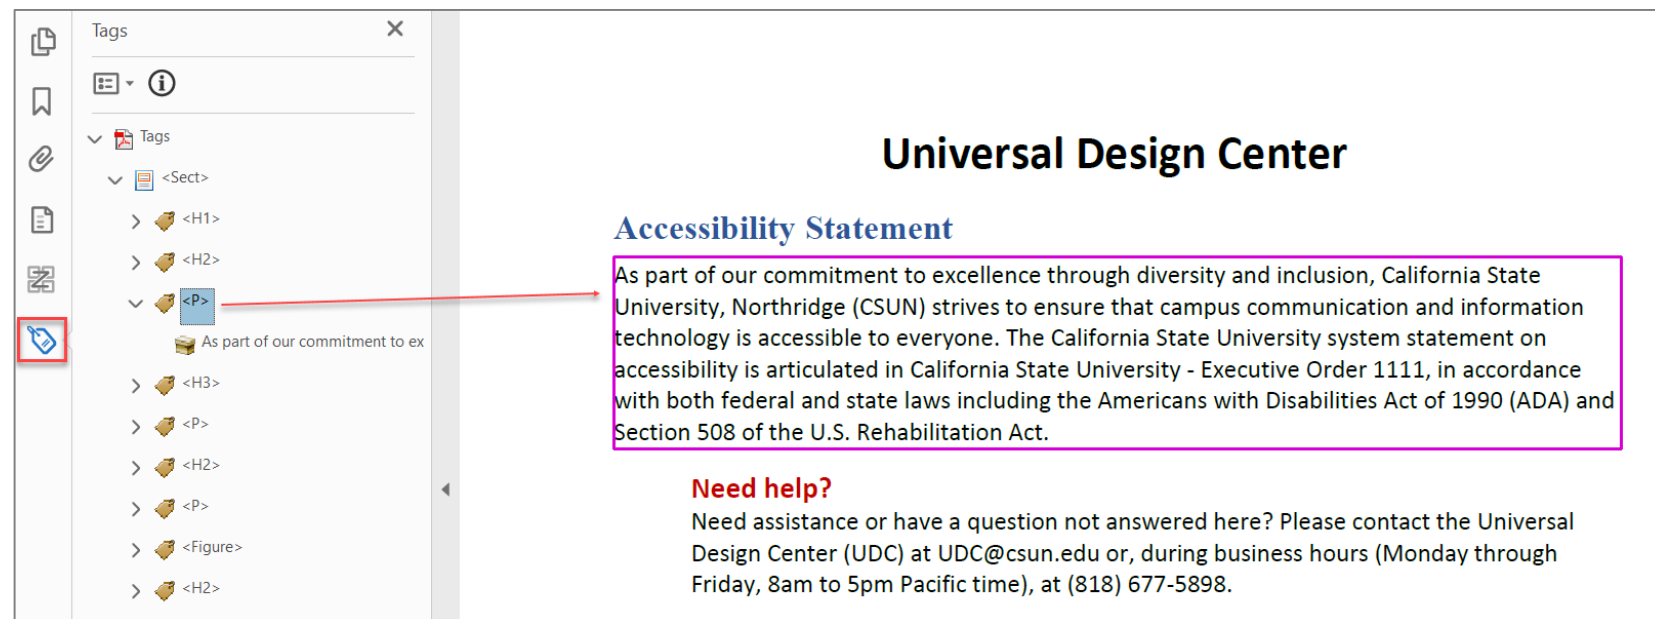 Tags
Tags
<Sect>
<H1>
<H2>
<P>
As part of our commitment to ex
<H3>
<P>
<H2>
<P>
<Figure>
<H2>
Universal Design Center
Accessibility Statement
As part of our commitment to excellence through diversity and inclusion, California State
University, Northridge (CSUN) strives to ensure that campus communication and information
technology is accessible to everyone. The California State University system statement on
accessibility is articulated in California State University - Executive Order 1111, in accordance
with both federal and state laws including the Americans with Disabilities Act of 1990 (ADA) and
Section 508 of the U.S. Rehabilitation Act.
Need help?
Need assistance or have a question not answered here? Please contact the Universal
Design Center (UDC) at UDC@csun.edu or, during business hours (Monday through
Friday, 8am to 5pm Pacific time), at (818) 677-5898.